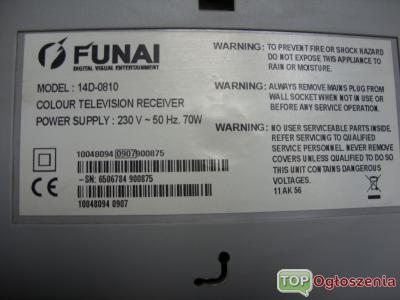 FUNAI
DIGITAL VISUAL ENTERTAINMENT
MODEL : 14D-0810
COLOUR TELEVISION RECEIVER
POWER SUPPLY : 230 V ~ 50 Hz. 70W
10048094 0907900875
-SN: 6506784 900875
10048094 0907
CE
WARNING: TO PREVENT FIRE OR SHOCK HAZARD
DO NOT EXPOSE THIS APPLIANCE TO
RAIN OR MOISTURE.
WARNING: ALWAYS REMOVE MAINS PLUG FROM
WALL SOCKET WHEN NOT IN USE OR
BEFORE ANY SERVICE OPERATION.
WARNING: NO USER SERVICEABLE PARTS INSIDE.
REFER SERVICING TO QUALIFIED
SERVICE PERSONNEL. NEVER REMOVE
COVERS UNLESS QUALIFIED TO DO SO
THIS UNIT CONTAINS DANGEROUS
VOLTAGES.
11 AK 56
TOP Ogłoszenia